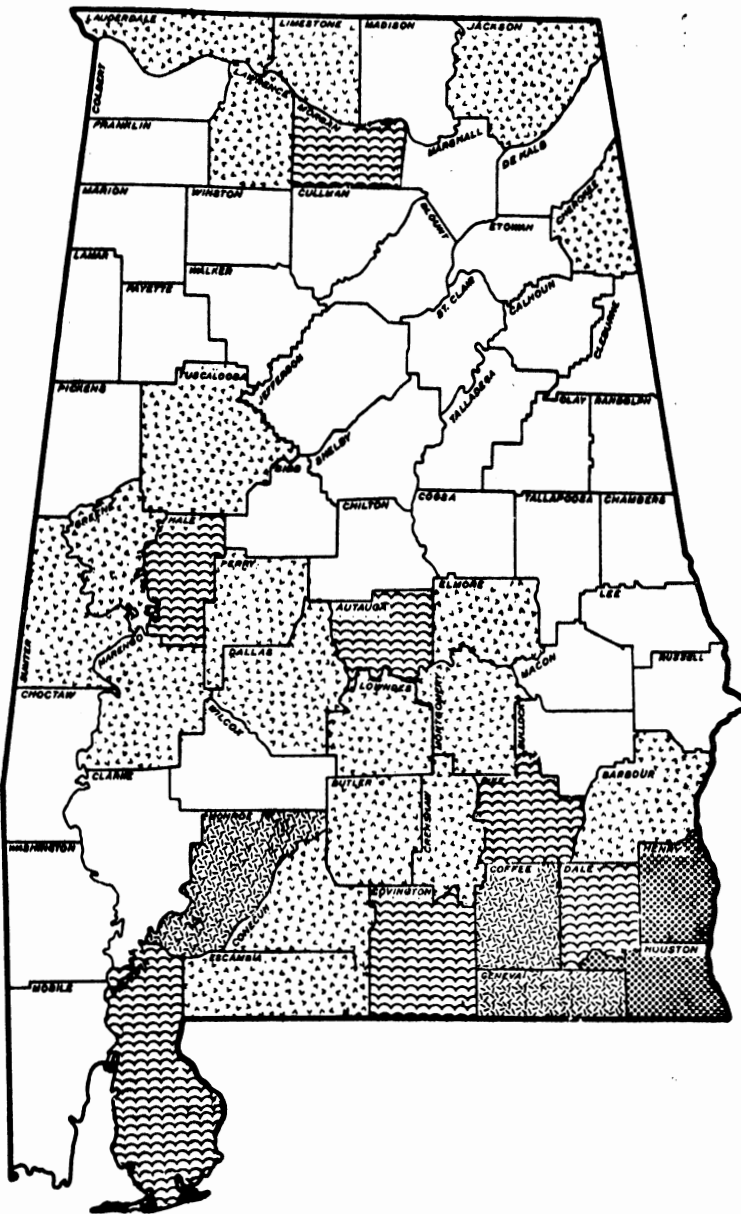 LAUDERDALE
LIMESTONE
MADISON
JACKSON
COLBERT
LAWRENCE
MORGAN
FRANKLIN
MARSHALL
DE KALB
MARION
WINSTON
CULLMAN
BLOUNT
ETOWAH
CHEROKEE
LAMAR
FAYETTE
WALKER
ST. CLAIR
CALHOUN
CLEBURNE
PICKENS
TUSCALOOSA
JEFFERSON
TALLADEGA
CLAY
RANDOLPH
BIBB
SHELBY
GREENE
HALE
CHILTON
COOSA
TALLAPOOSA
CHAMBERS
PERRY
AUTAUGA
ELMORE
LEE
SUMTER
MARENGO
DALLAS
LOWNDES
MONTGOMERY
MACON
RUSSELL
CHOCTAW
WILCOX
BULLOCK
CLARKE
BUTLER
CRENSHAW
PIKE
BARBOUR
WASHINGTON
MONROE
CONECUH
COVINGTON
COFFEE
DALE
HENRY
ESCAMBIA
GENEVA
HOUSTON
MOBILE